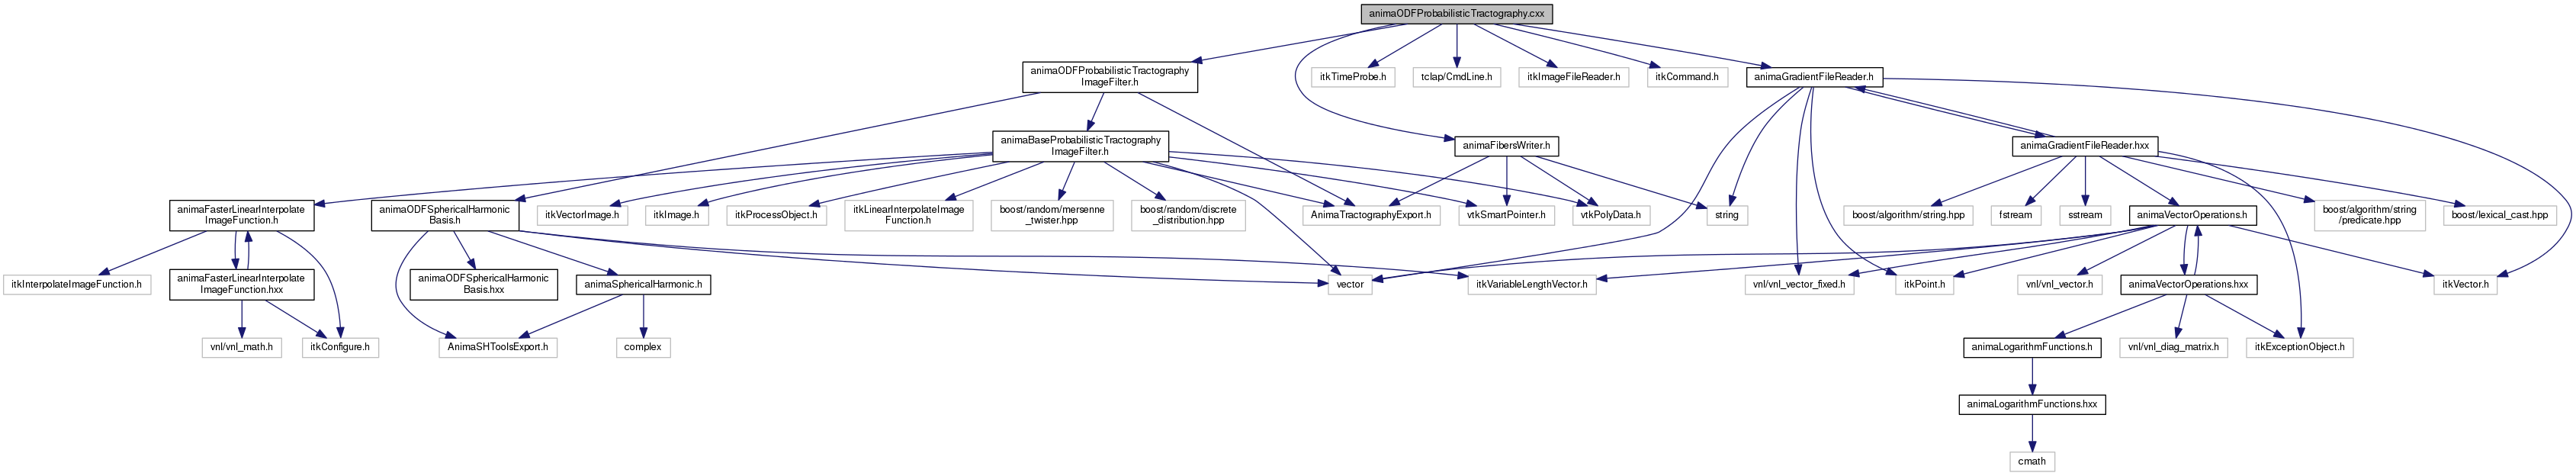 animaODFProbabilisticTractography.cxx
animaODFProbabilisticTractography
ImageFilter.h
itkTimeProbe.h
tclap/CmdLine.h
itkImageFileReader.h
itkCommand.h
animaGradientFileReader.h
animaBaseProbabilisticTractography
ImageFilter.h
animaFibersWriter.h
animaGradientFileReader.hxx
animaFasterLinearInterpolate
ImageFunction.h
animaODFSphericalHarmonic
Basis.h
itkVectorImage.h
itkImage.h
itkProcessObject.h
itkLinearInterpolateImage
Function.h
boost/random/mersenne
_twister.hpp
boost/random/discrete
_distribution.hpp
AnimaTractographyExport.h
vtkSmartPointer.h
vtkPolyData.h
string
boost/algorithm/string.hpp
fstream
sstream
animaVectorOperations.h
boost/algorithm/string
/predicate.hpp
boost/lexical_cast.hpp
itkInterpolateImageFunction.h
animaFasterLinearInterpolate
ImageFunction.hxx
animaODFSphericalHarmonic
Basis.hxx
animaSphericalHarmonic.h
vector
itkVariableLengthVector.h
vnl/vnl_vector_fixed.h
itkPoint.h
vnl/vnl_vector.h
animaVectorOperations.hxx
itkVector.h
vnl/vnl_math.h
itkConfigure.h
AnimaSHToolsExport.h
complex
animaLogarithmFunctions.h
vnl/vnl_diag_matrix.h
itkExceptionObject.h
animaLogarithmFunctions.hxx
cmath